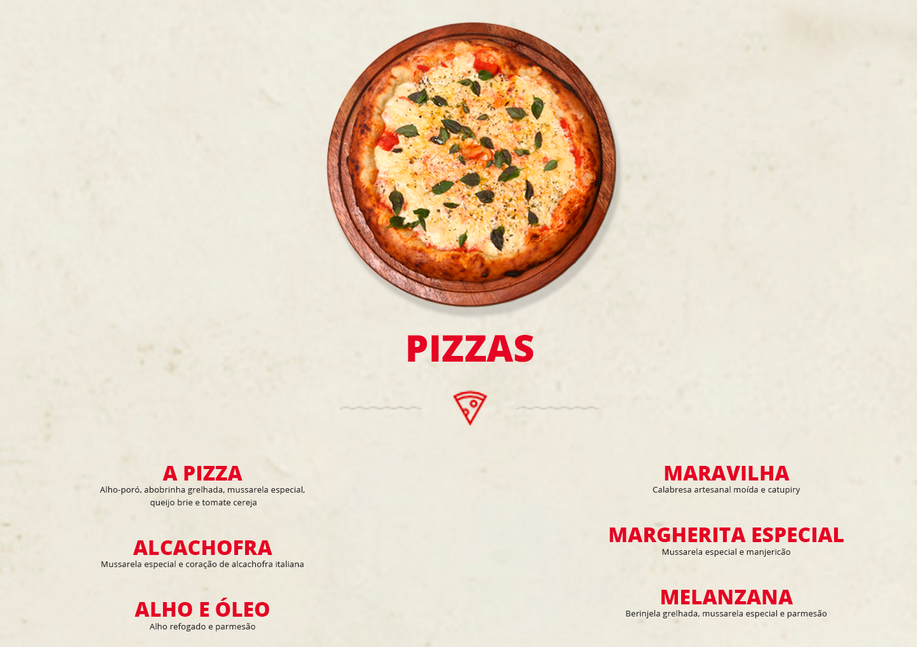 PIZZAS
A PIZZA
Alho-poró, abobrinha grelhada, mussarela especial,
queijo brie e tomate cereja
ALCACHOFRA
Mussarela especial e coração de alcachofra italiana
ALHO E ÓLEO
Alho refogado e parmesão
MARAVILHA
Calabresa artesanal moída e catupiry
MARGHERITA ESPECIAL
Mussarela especial e manjericão
MELANZANA
Berinjela grelhada, mussarela especial e parmesão